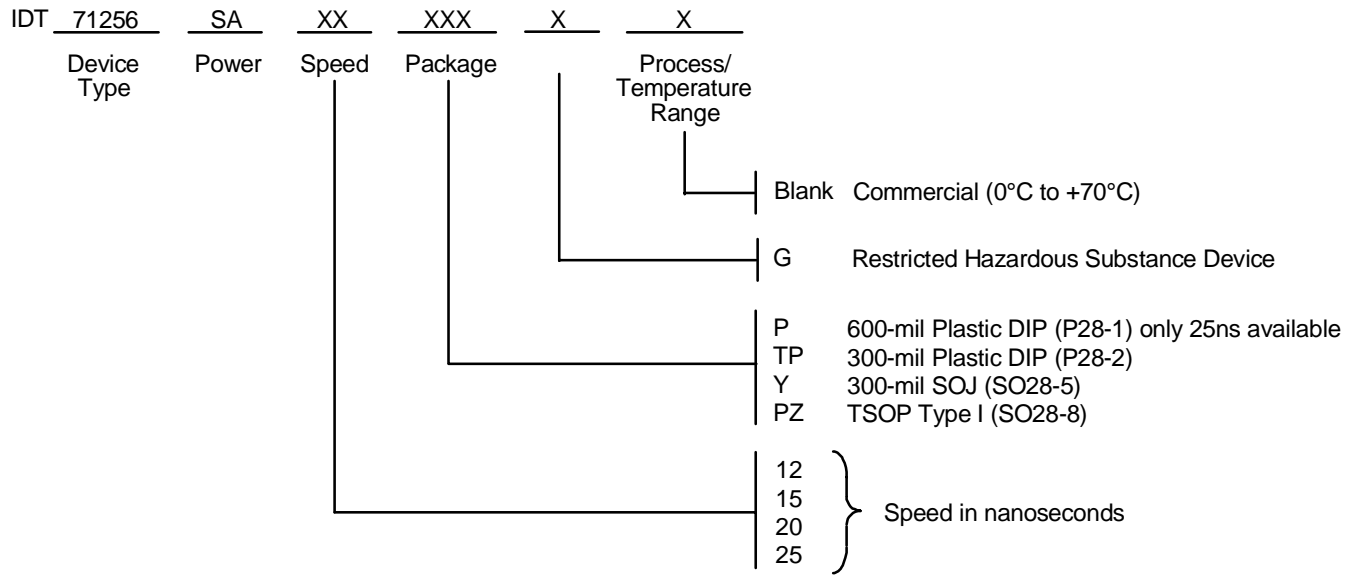 IDT 71256 SA XX XXX X X
Device Type Power Speed Package Process/ Temperature Range
Blank Commercial (0°C to +70°C)
G Restricted Hazardous Substance Device
P 600-mil Plastic DIP (P28-1) only 25ns available
TP 300-mil Plastic DIP (P28-2)
Y 300-mil SOJ (SO28-5)
PZ TSOP Type I (SO28-8)
12
15
20
25
Speed in nanoseconds